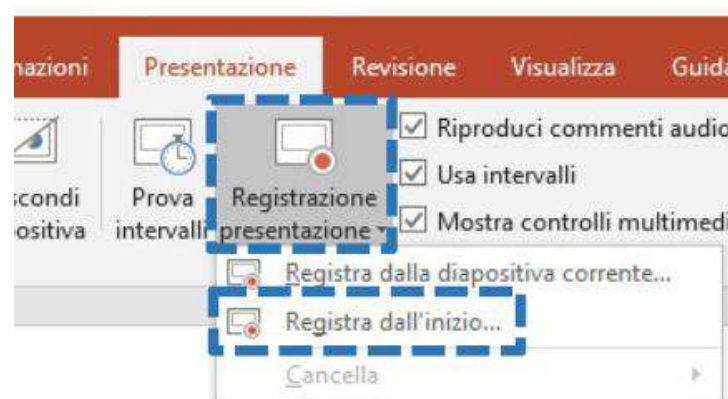 nazioni Presentazione Revisione Visualizza Guida
scondi
ositiva
Prova
intervalli
Registrazione
presentazione
Riproduci commenti audio
Usa intervalli
Mostra controlli multimedi
Registra dalla diapositiva corrente...
Registra dall'inizio...
Cancella